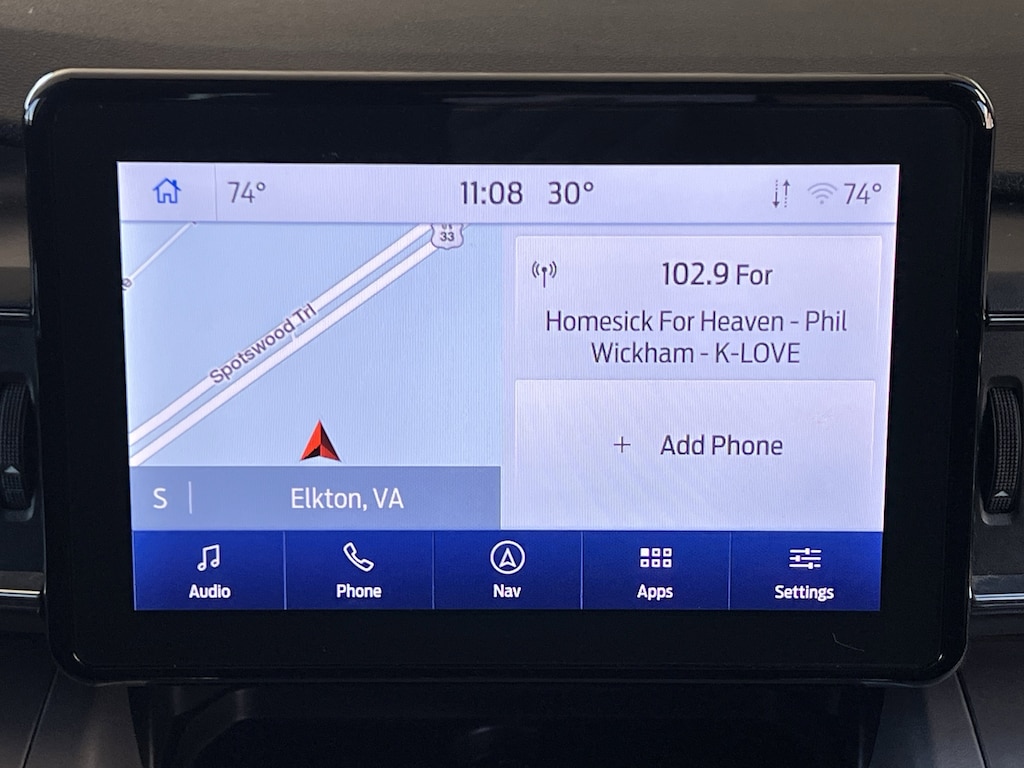 74° 11:08 30° 74°
US
33
Spotswood Trl
102.9 For
Homesick For Heaven - Phil
Wickham - K-LOVE
+ Add Phone
S | Elkton, VA
Audio Phone Nav Apps Settings